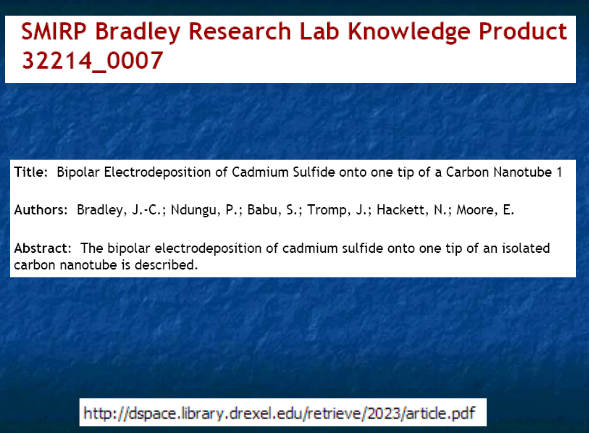 SMIRP Bradley Research Lab Knowledge Product
32214_0007
Title: Bipolar Electrodeposition of Cadmium Sulfide onto one tip of a Carbon Nanotube 1
Authors: Bradley, J.-C.; Ndungu, P.; Babu, S.; Tromp, J.; Hackett, N.; Moore, E.
Abstract: The bipolar electrodeposition of cadmium sulfide onto one tip of an isolated
carbon nanotube is described.
http://dspace.library.drexel.edu/retrieve/2023/article.pdf